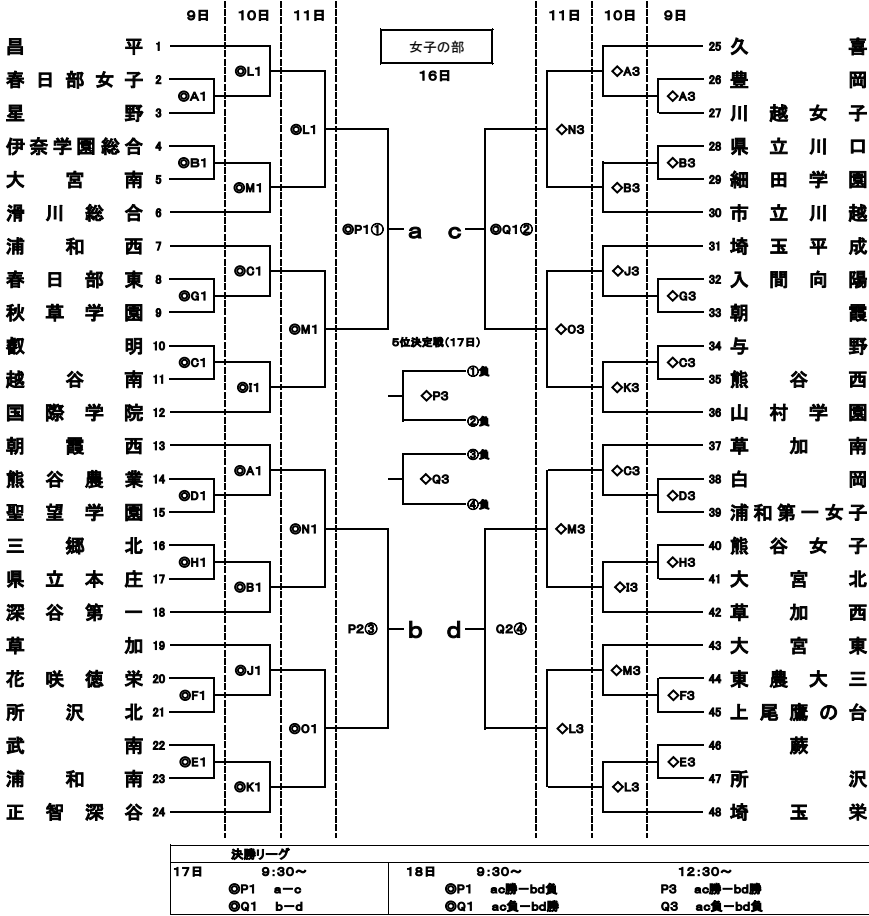 9日 10日 11日 女子の部 16日 11日 10日 9日
昌平 1
春日部女子 2
星野 3
伊奈学園総合 4
大宮南 5
滑川総合 6
浦和西 7
春日部東 8
秋草学園 9
叡明 10
越谷南 11
国際学院 12
朝霞西 13
熊谷農業 14
聖望学園 15
三郷北 16
県立本庄 17
深谷第一 18
草加 19
花咲徳栄 20
所沢北 21
武南 22
浦和南 23
正智深谷 24
◎A1
◎B1
◎G1
◎C1
◎D1
◎H1
◎F1
◎E1
◎L1
◎M1
◎C1
◎I1
◎A1
◎B1
◎J1
◎K1
◎L1
◎M1
◎N1
◎O1
◎P1①
P2③
a c
b d
5位決定戦(17日)
①負
◇P3
②負
③負
◇Q3
④負
◎Q1②
Q2④
◇N3
◇O3
◇M3
◇L3
◇A3
◇B3
◇J3
◇K3
◇C3
◇I3
◇M3
◇L3
◇A3
◇B3
◇G3
◇C3
◇D3
◇H3
◇F3
◇E3
25 久喜
26 豊岡
27 川越女子
28 県立川口
29 細田学園
30 市立川越
31 埼玉平成
32 入間向陽
33 朝霞
34 与野
35 熊谷西
36 山村学園
37 草加南
38 白岡
39 浦和第一女子
40 熊谷女子
41 大宮北
42 草加西
43 大宮東
44 東農大三
45 上尾鷹の台
46 蕨
47 所沢
48 埼玉栄
決勝リーグ
17日 9:30～ 18日 9:30～ 12:30～
◎P1 a－c ◎P1 ac勝－bd負 P3 ac勝－bd勝
◎Q1 b－d ◎Q1 ac負－bd勝 Q3 ac負－bd負